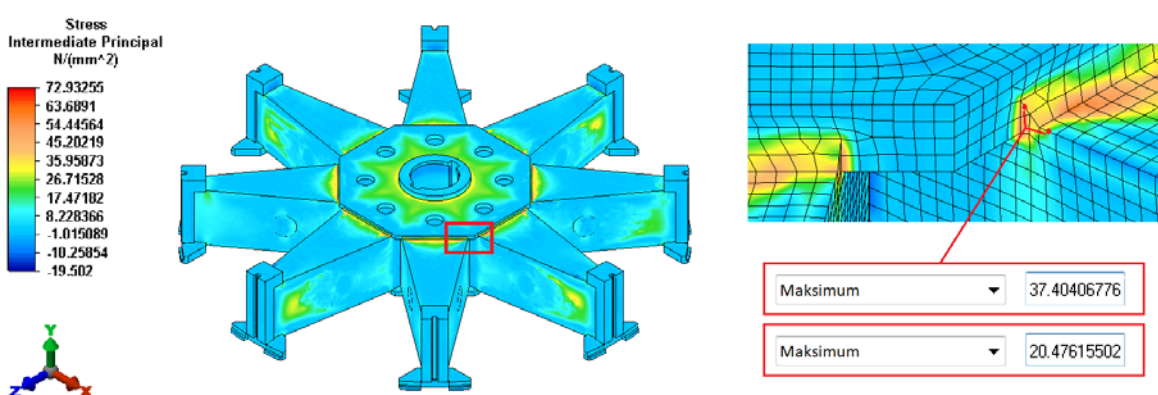 Stress
Intermediate Principal
N/(mm^2)
72.93255
63.6891
54.44564
45.20219
35.95873
26.71528
17.47182
8.228366
-1.015089
-10.25854
-19.502
Y
Z
X
Maksimum
37.40406776
Maksimum
20.47615502